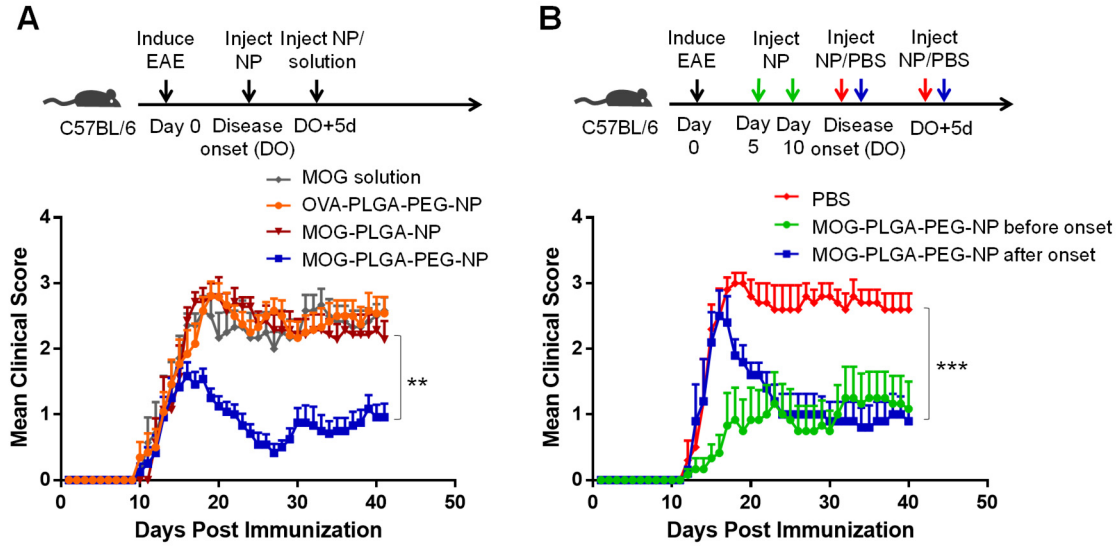 A
Induce
EAE
Inject
NP
Inject NP/
solution
C57BL/6
Day 0
Disease
onset (DO)
DO+5d
MOG solution
OVA-PLGA-PEG-NP
MOG-PLGA-NP
MOG-PLGA-PEG-NP
Mean Clinical Score
4
3
2
1
0
**
0
10
20
30
40
50
Days Post Immunization
B
Induce
EAE
Inject
NP
Inject
NP/PBS
Inject
NP/PBS
C57BL/6
Day
0
Day
5
Day
10
Disease
onset (DO)
DO+5d
PBS
MOG-PLGA-PEG-NP before onset
MOG-PLGA-PEG-NP after onset
Mean Clinical Score
4
3
2
1
0
***
0
10
20
30
40
50
Days Post Immunization